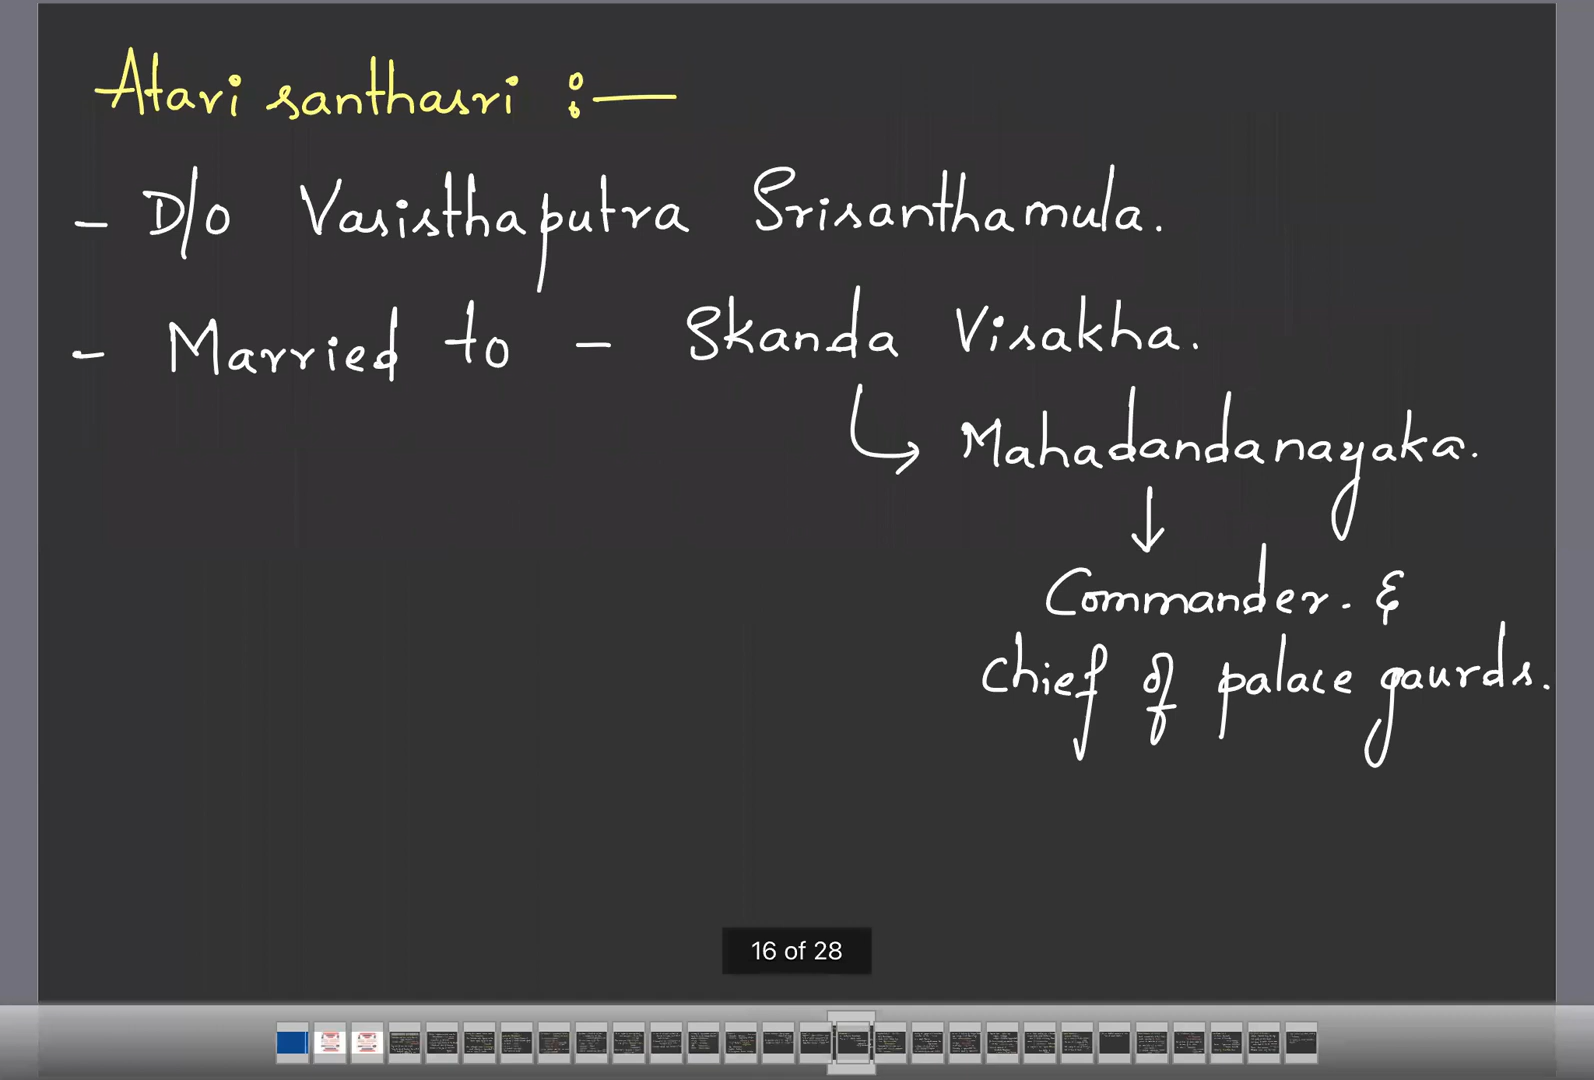 Atavi santhasri :—
- D/o Vasisthaputra Srisanthamula.
- Married to - Skanda Visakha.
↳ Mahadandanayaka.
↓
Commander. &
chief of palace gaurds.
16 of 28